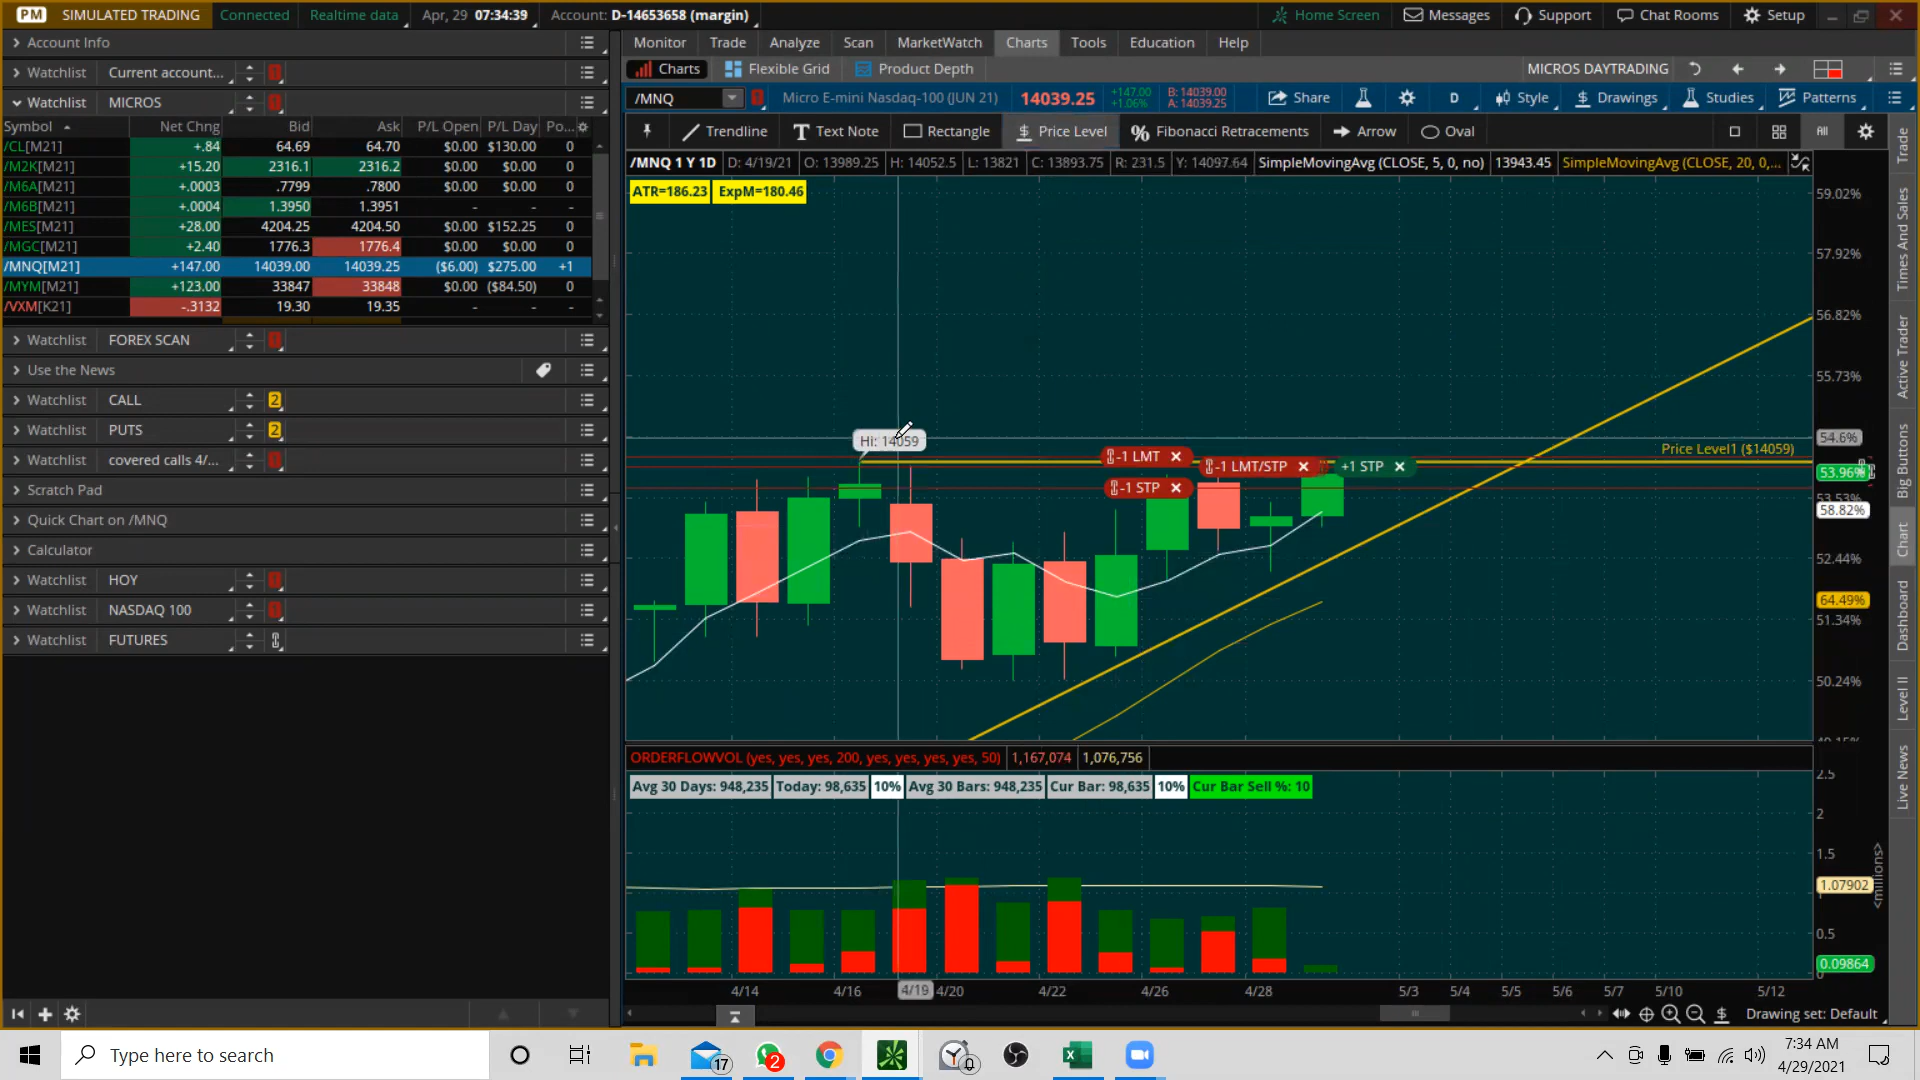 PM SIMULATED TRADING Connected Realtime data Apr, 29 07:34:39 Account: D-14653658 (margin) Home Screen Messages Support Chat Rooms Setup
Account Info
Watchlist Current account...
Watchlist MICROS
Symbol Net Chng Bid Ask P/L Open P/L Day Po...
/CL[M21] +.84 64.69 64.70 $0.00 $130.00 0
/M2K[M21] +15.20 2316.1 2316.2 $0.00 $0.00 0
/M6A[M21] +.0003 .7799 .7800 - - -
/M6B[M21] +.0004 1.3950 1.3951 - - -
/MES[M21] +28.00 4204.25 4204.50 $0.00 $152.25 0
/MGC[M21] +2.40 1776.3 1776.4 $0.00 $0.00 0
/MNQ[M21] +147.00 14039.00 14039.25 ($6.00) $275.00 +1
/MYM[M21] +123.00 33847 33848 $0.00 ($84.50) 0
/VXM[K21] -.3132 19.30 19.35 - - -
Watchlist FOREX SCAN
Use the News
Watchlist CALL 2
Watchlist PUTS 2
Watchlist covered calls 4/...
Scratch Pad
Quick Chart on /MNQ
Calculator
Watchlist HOY
Watchlist NASDAQ 100
Watchlist FUTURES
Monitor Trade Analyze Scan MarketWatch Charts Tools Education Help
Charts Flexible Grid Product Depth MICROS DAYTRADING
/MNQ Micro E-mini Nasdaq-100 (JUN 21) 14039.25 +147.00 +1.06% B: 14039.00 A: 14039.25 Share D Style Drawings Studies Patterns
Trendline Text Note Rectangle Price Level Fibonacci Retracements Arrow Oval All
/MNQ 1 Y 1D D: 4/19/21 O: 13989.25 H: 14052.5 L: 13821 C: 13893.75 R: 231.5 Y: 14097.64 SimpleMovingAvg (CLOSE, 5, 0, no) 13943.45 SimpleMovingAvg (CLOSE, 20, 0,...
ATR=186.23 ExpM=180.46
59.02%
57.92%
56.82%
55.73%
54.6%
Hi: 14059
Price Level1 ($14059)
-1 LMT
-1 LMT/STP +1 STP
53.96%
-1 STP
53.53%
58.82%
52.44%
64.49%
51.34%
50.24%
ORDERFLOWVOL (yes, yes, yes, 200, yes, yes, yes, yes, 50) 1,167,074 1,076,756
Avg 30 Days: 948,235 Today: 98,635 10% Avg 30 Bars: 948,235 Cur Bar: 98,635 10% Cur Bar Sell %: 10
2.5
2
1.5
1.07902
0.5
0.09864
0
<millions>
4/14 4/16 4/19 4/20 4/22 4/26 4/28 5/3 5/4 5/5 5/6 5/7 5/10 5/12
Drawing set: Default
Trade
Times And Sales
Active Trader
Big Buttons
Chart
Dashboard
Level II
Live News
Type here to search 17 2 0 7:34 AM
4/29/2021